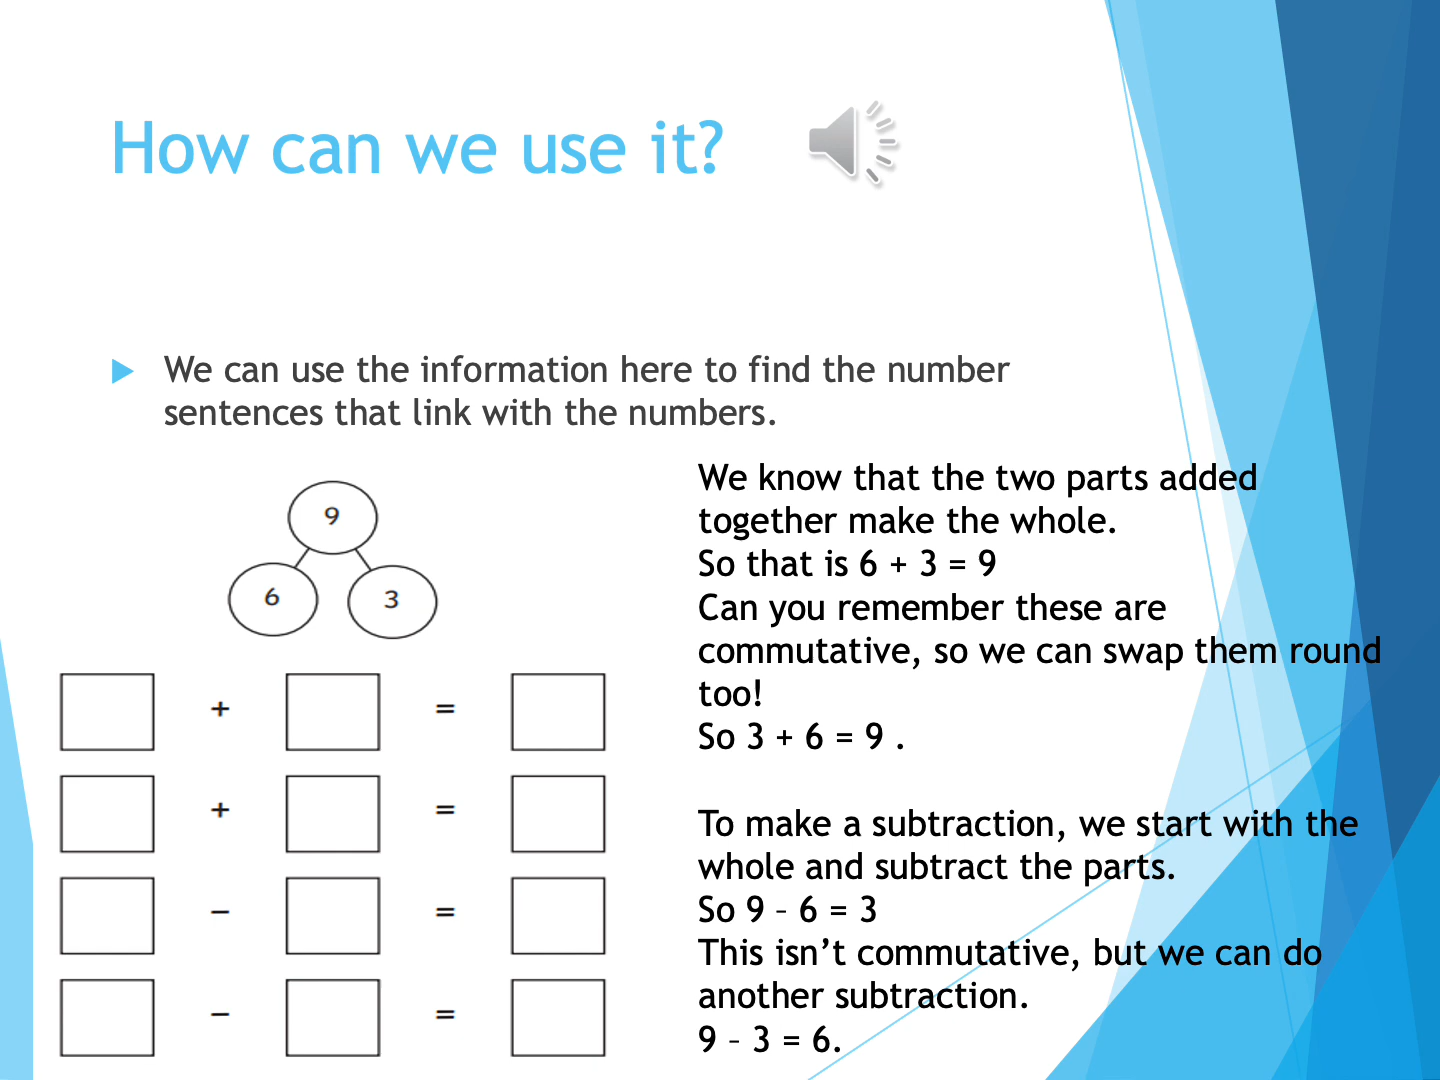 How can we use it?
We can use the information here to find the number
sentences that link with the numbers.
9
6 3
+ =
+ =
− =
− =
We know that the two parts added
together make the whole.
So that is 6 + 3 = 9
Can you remember these are
commutative, so we can swap them round
too!
So 3 + 6 = 9 .
To make a subtraction, we start with the
whole and subtract the parts.
So 9 – 6 = 3
This isn’t commutative, but we can do
another subtraction.
9 – 3 = 6.